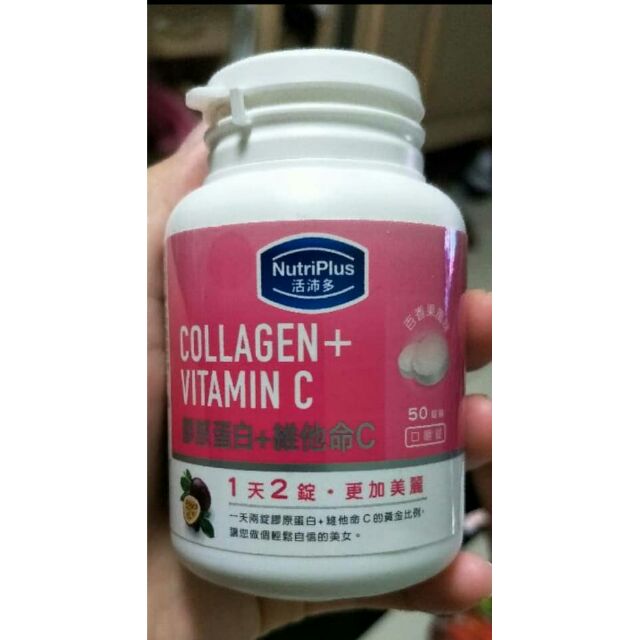 NutriPlus
活沛多
COLLAGEN+
VITAMIN C
膠原蛋白+維他命C
百香果風味
50錠裝
口嚼錠
1天2錠・更加美麗
一天兩錠膠原蛋白+維他命C的黃金比例,
讓您做個輕鬆自信的美女。